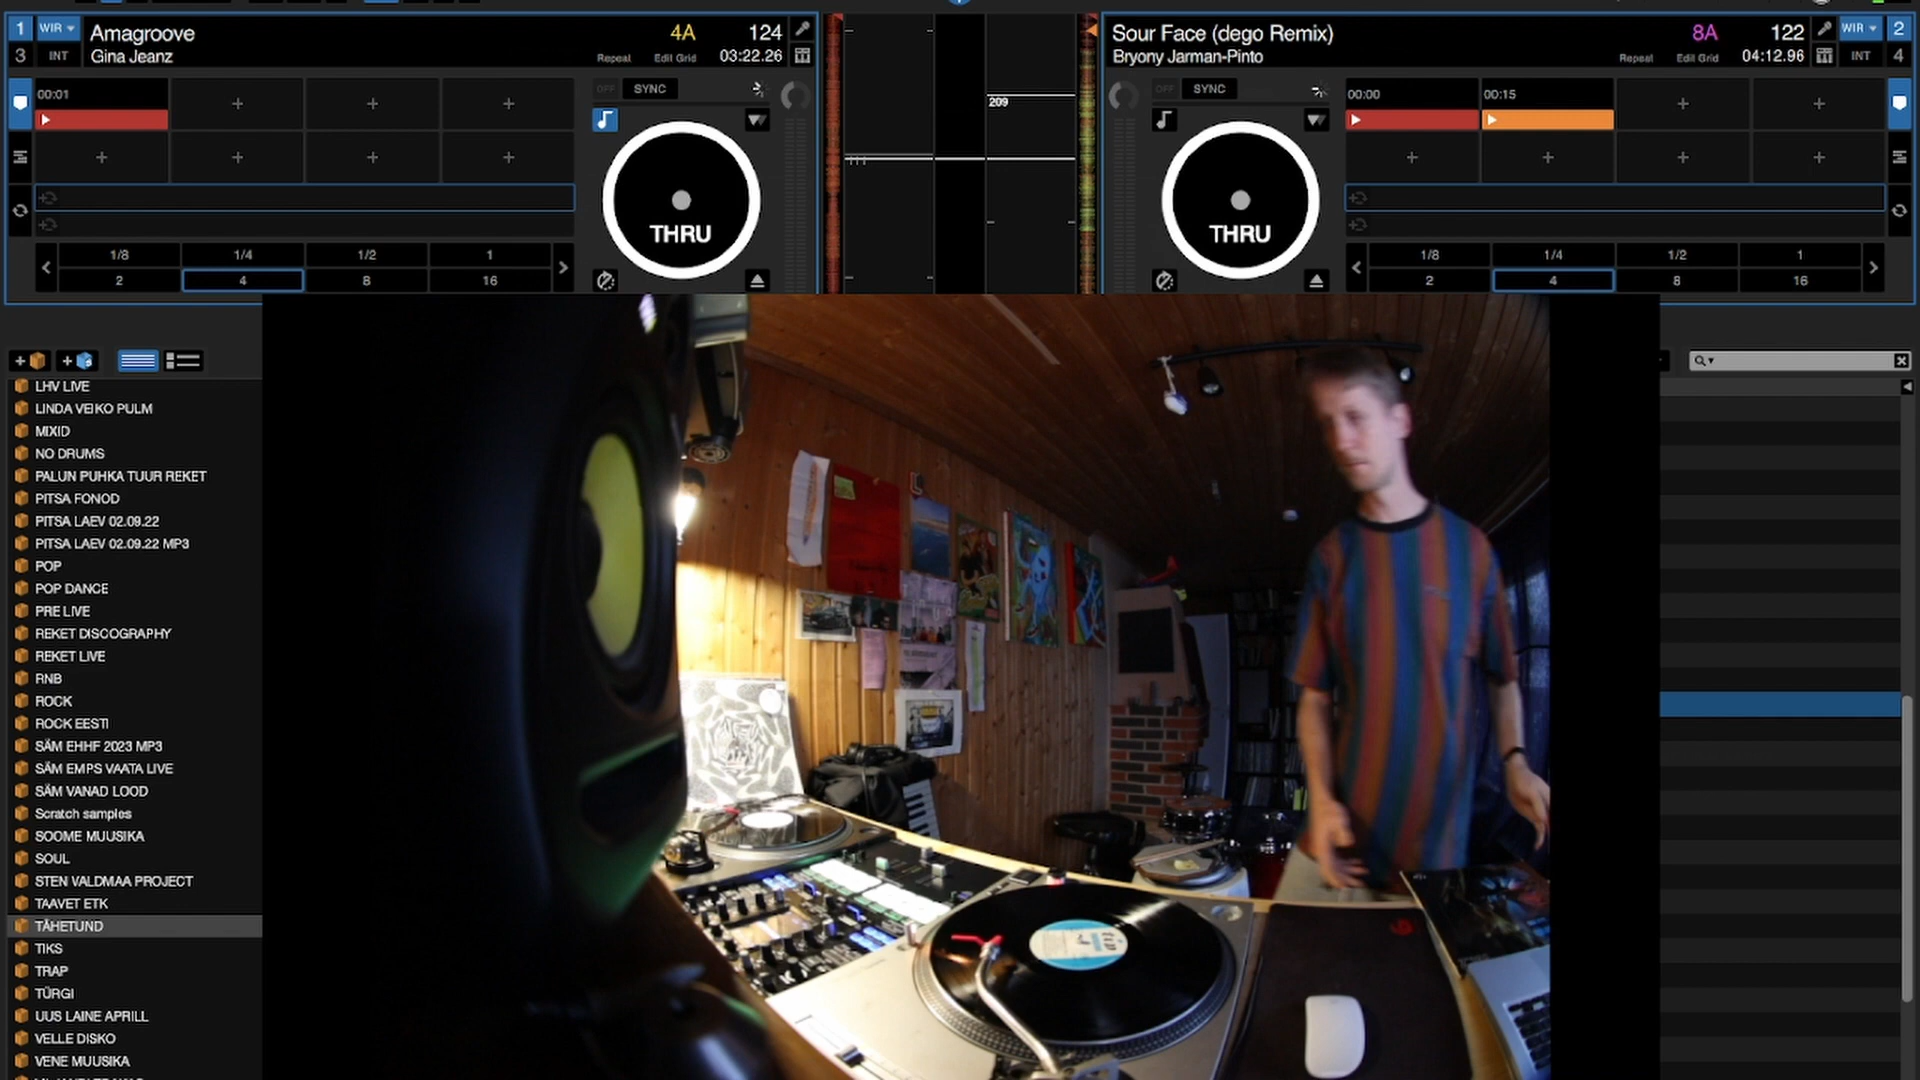 1 WIR Amagroove 4A 124
3 INT Gina Jeanz Repeat Edit Grid 03:22.26
00:01
OFF SYNC
THRU
1/8 1/4 1/2 1
2 4 8 16
209
Sour Face (dego Remix) 8A 122 WIR 2
Bryony Jarman-Pinto Repeat Edit Grid 04:12.96 INT 4
OFF SYNC
00:00 00:15
THRU
1/8 1/4 1/2 1
2 4 8 16
LHV LIVE
LINDA VEIKO PULM
MIXID
NO DRUMS
PALUN PUHKA TUUR REKET
PITSA FONOD
PITSA LAEV 02.09.22
PITSA LAEV 02.09.22 MP3
POP
POP DANCE
PRE LIVE
REKET DISCOGRAPHY
REKET LIVE
RNB
ROCK
ROCK EESTI
SÄM EHHF 2023 MP3
SÄM EMPS VAATA LIVE
SÄM VANAD LOOD
Scratch samples
SOOME MUUSIKA
SOUL
STEN VALDMAA PROJECT
TAAVET ETK
TÄHETUND
TIKS
TRAP
TÜRGI
UUS LAINE APRILL
VELLE DISKO
VENE MUUSIKA